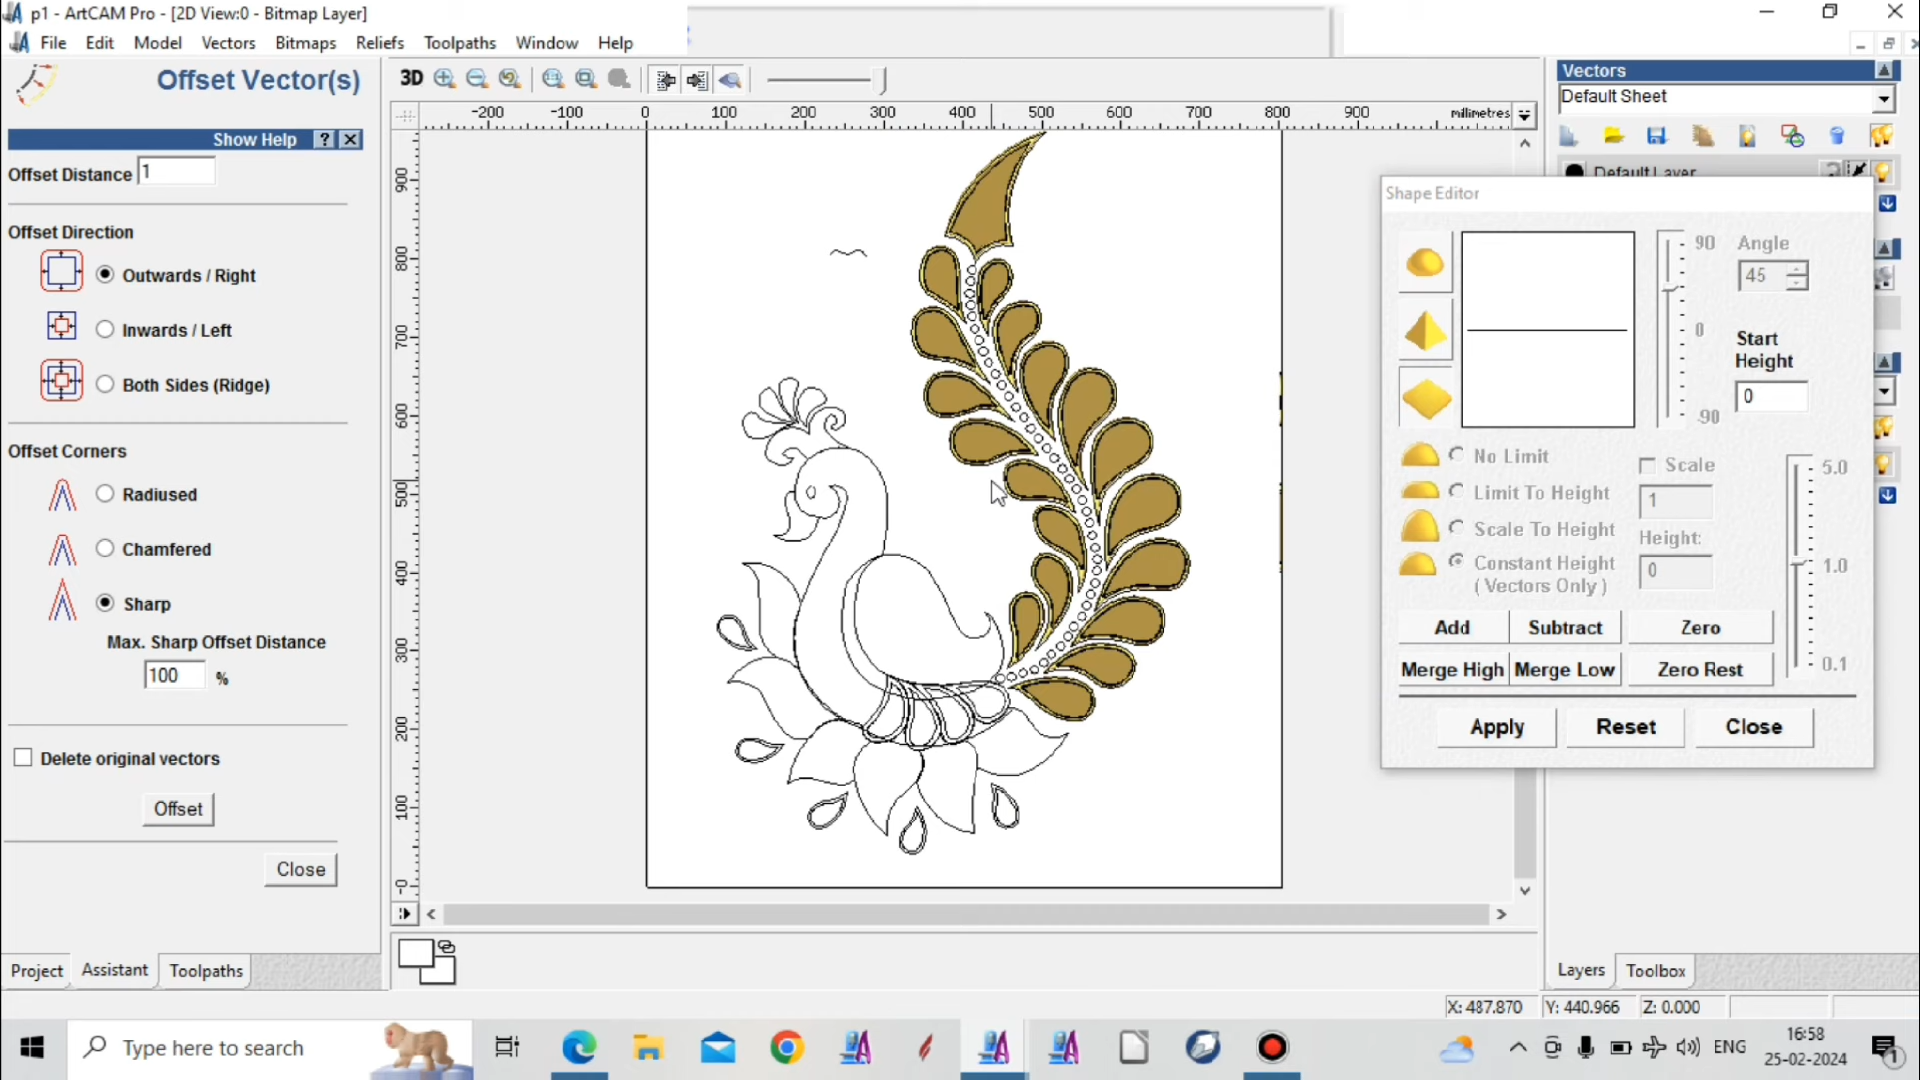 p1 - ArtCAM Pro - [2D View:0 - Bitmap Layer]
File Edit Model Vectors Bitmaps Reliefs Toolpaths Window Help
Offset Vector(s)
Show Help ?
Offset Distance 1
Offset Direction
Outwards / Right
Inwards / Left
Both Sides (Ridge)
Offset Corners
Radiused
Chamfered
Sharp
Max. Sharp Offset Distance
100 %
Delete original vectors
Offset
Close
Project Assistant Toolpaths
3D
-200 -100 0 100 200 300 400 500 600 700 800 900 millimetres
900
800
700
600
500
400
300
200
100
-0
Vectors
Default Sheet
Default Layer
Shape Editor
90
0
-90
Angle
45
Start
Height
0
No Limit
Limit To Height
Scale To Height
Constant Height
( Vectors Only )
Scale
1
Height:
0
5.0
1.0
0.1
Add Subtract Zero
Merge High Merge Low Zero Rest
Apply Reset Close
Layers Toolbox
X: 487.870 Y: 440.966 Z: 0.000
Type here to search
ENG
16:58
25-02-2024
1